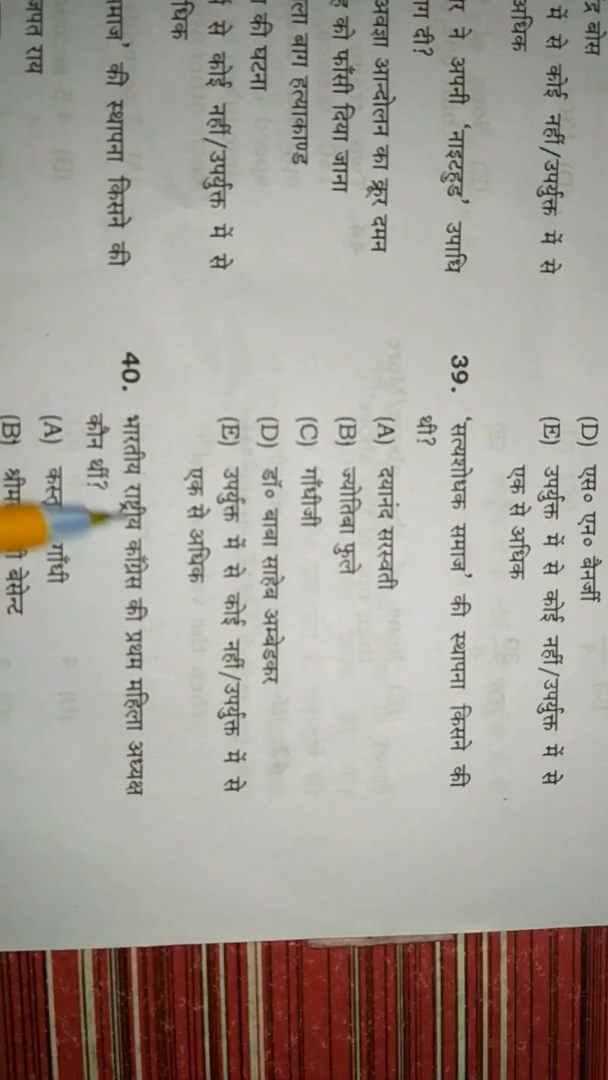 द्र बोस
में से कोई नहीं/उपर्युक्त में से
अधिक
र से अपनी ‘नाइटहुड’ उपाधि
दी?
अवज्ञा आन्दोलन का क्रूर दमन
को फाँसी दिया जाना
बाग हत्याकाण्ड
की घटना
से कोई नहीं/उपर्युक्त में से
धिक
माज’ की स्थापना किसने की
जपत राय
(D) एस० एन० बैनर्जी
(E) उपर्युक्त में से कोई नहीं/उपर्युक्त में से
एक से अधिक
39. ‘सत्यशोधक समाज’ की स्थापना किसने की
थी?
(A) दयानंद सरस्वती
(B) ज्योतिबा फूले
(C) गाँधीजी
(D) डॉ० बाबा साहेब अम्बेडकर
(E) उपर्युक्त में से कोई नहीं/उपर्युक्त में से
एक से अधिक
40. भारतीय राष्ट्रीय काँग्रेस की प्रथम महिला अध्यक्ष
कौन थीं?
(A) कस्तू गाँधी
(B) श्रीम बेसेन्ट